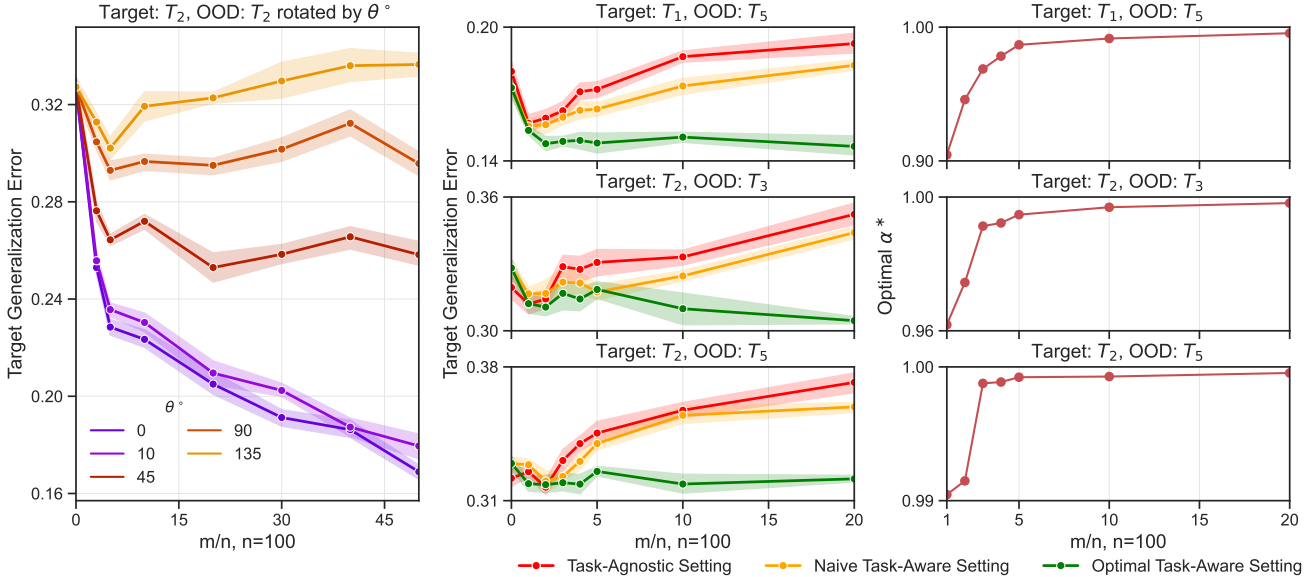 Target: T₂, OOD: T₂ rotated by θ°
Target Generalization Error
0.32
0.28
0.24
0.20
0.16
θ°
0
90
10
135
45
0
15
30
45
m/n, n=100
Target Generalization Error
Target: T₁, OOD: T₅
0.20
0.14
Target: T₂, OOD: T₃
0.36
0.30
Target: T₂, OOD: T₅
0.38
0.31
0
5
10
15
20
m/n, n=100
Optimal α*
Target: T₁, OOD: T₅
1.00
0.90
Target: T₂, OOD: T₃
1.00
0.96
Target: T₂, OOD: T₅
1.00
0.99
1
5
10
15
20
m/n, n=100
Task-Agnostic Setting
Naive Task-Aware Setting
Optimal Task-Aware Setting